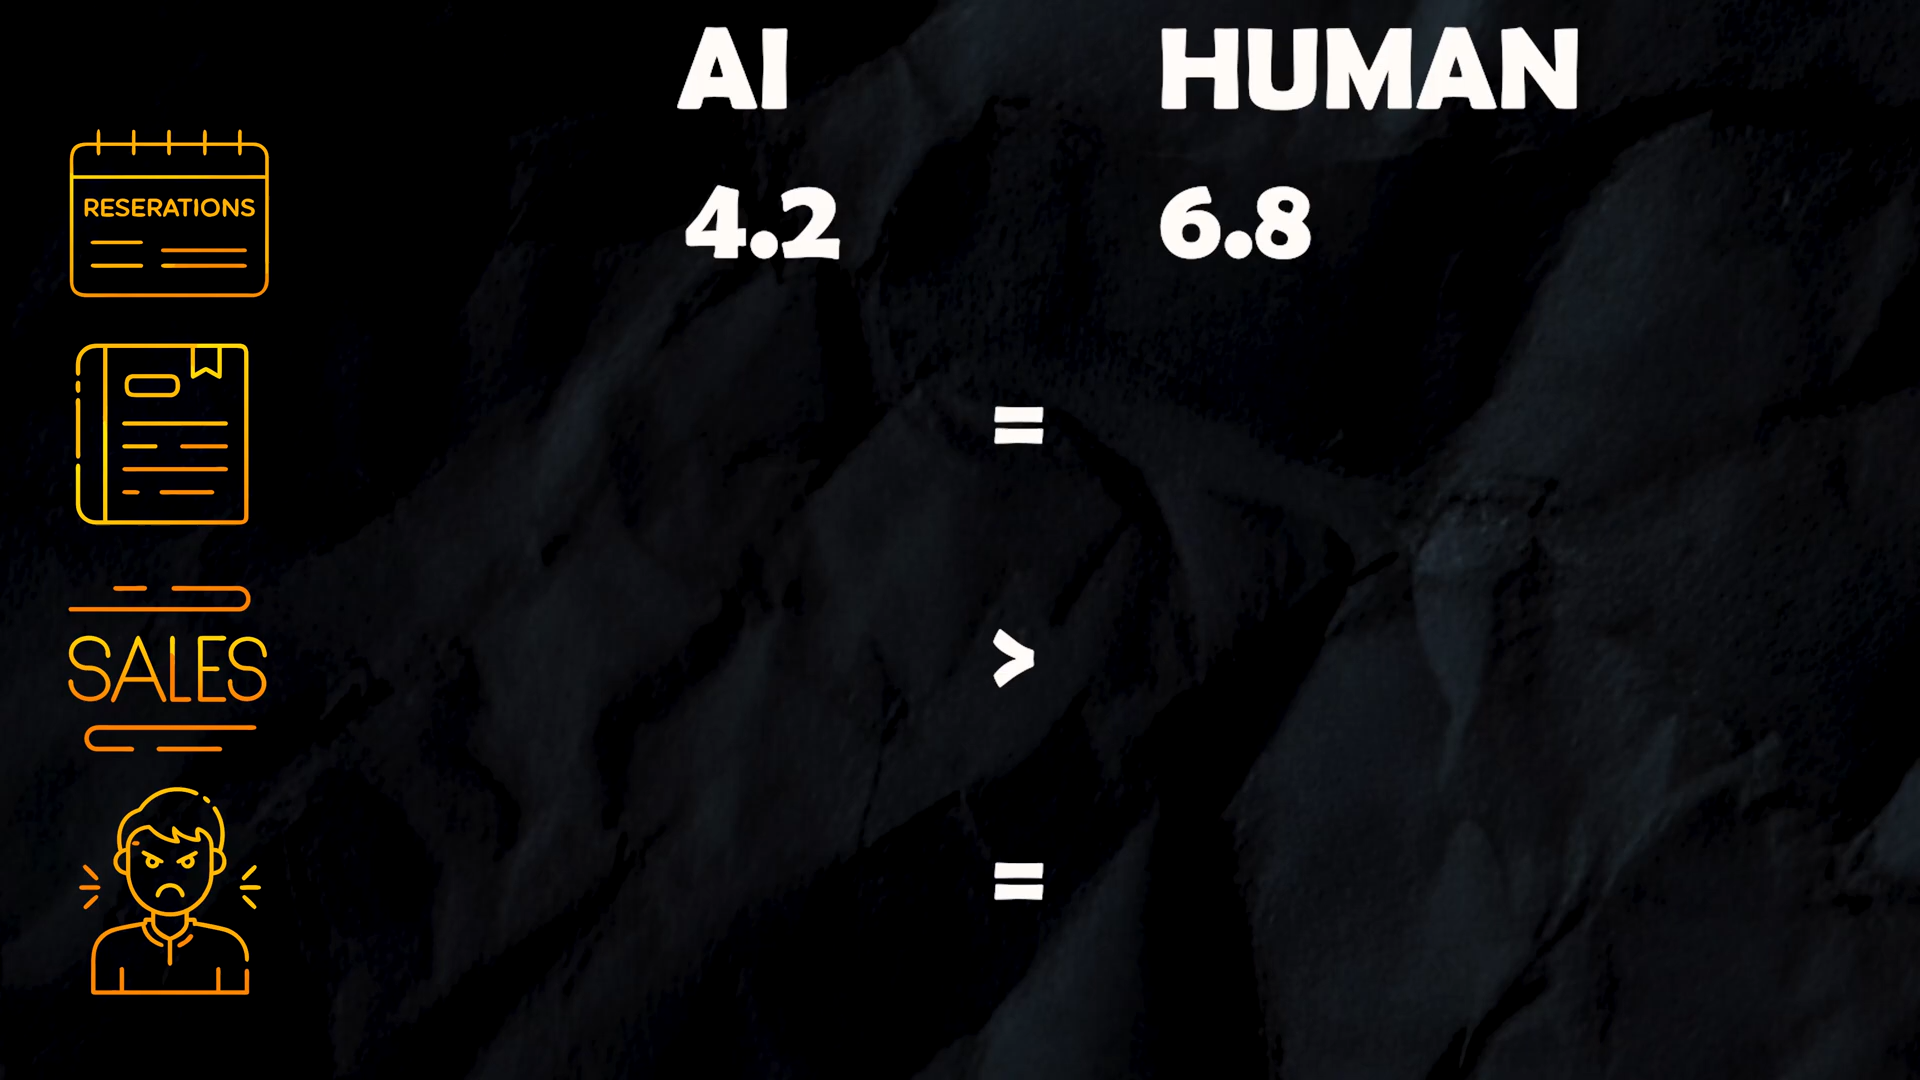 AI HUMAN
RESERATIONS
4.2 6.8
=
>
SALES
=